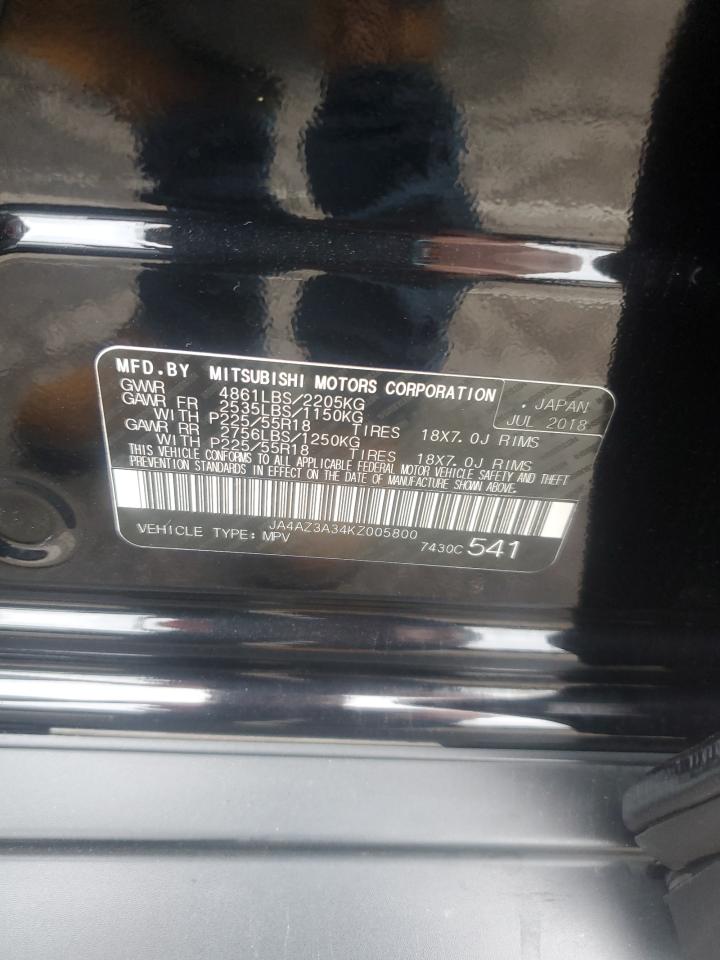 MFD.BY MITSUBISHI MOTORS CORPORATION
GVWR 4861LBS/2205KG
GAWR FR 2535LBS/1150KG
WITH P225/55R18 TIRES 18X7.0J RIMS
GAWR RR 2756LBS/1250KG
WITH P225/55R18 TIRES 18X7.0J RIMS
. JAPAN
JUL 2018
THIS VEHICLE CONFORMS TO ALL APPLICABLE FEDERAL MOTOR VEHICLE SAFETY AND THEFT
PREVENTION STANDARDS IN EFFECT ON THE DATE OF MANUFACTURE SHOWN ABOVE.
JA4AZ3A34KZ005800
VEHICLE TYPE: MPV
7430C 541